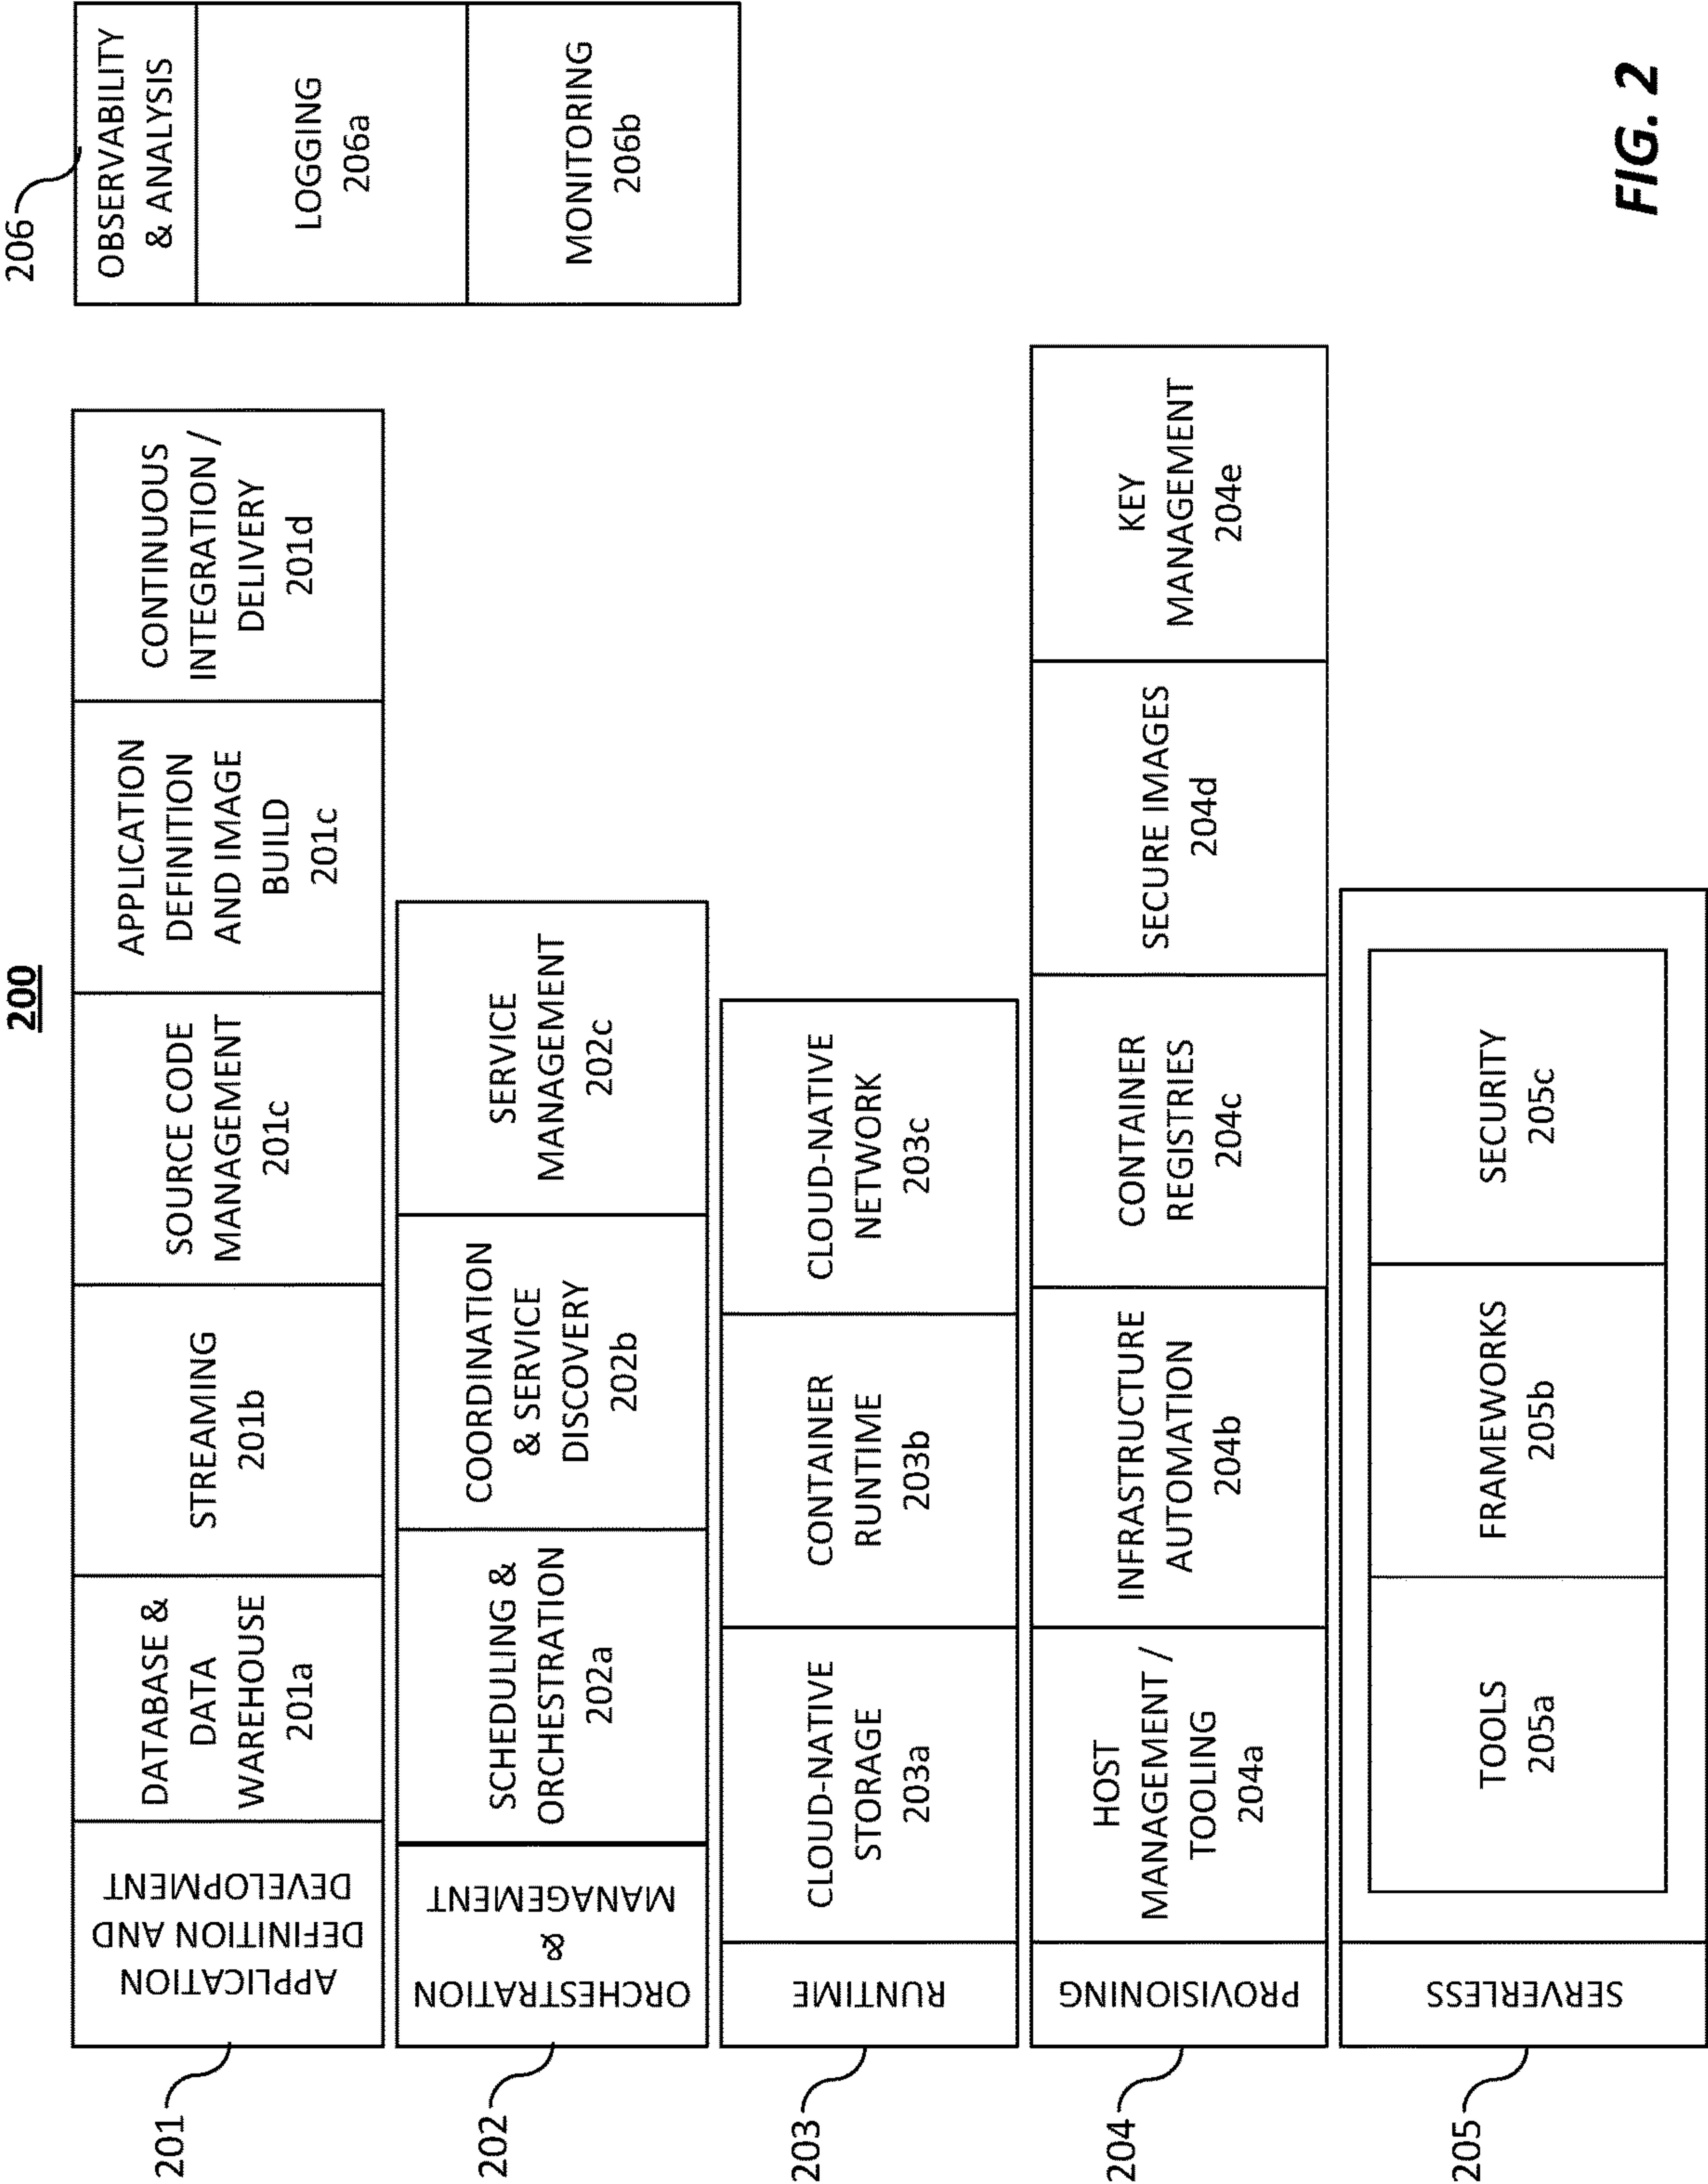 200
201
APPLICATION
DEFINITION AND
DEVELOPMENT
DATABASE &
DATA
WAREHOUSE
201a
STREAMING
201b
SOURCE CODE
MANAGEMENT
201c
APPLICATION
DEFINITION
AND IMAGE
BUILD
201c
CONTINUOUS
INTEGRATION /
DELIVERY
201d
206
OBSERVABILITY
& ANALYSIS
LOGGING
206a
MONITORING
206b
202
ORCHESTRATION
&
MANAGEMENT
SCHEDULING &
ORCHESTRATION
202a
COORDINATION
& SERVICE
DISCOVERY
202b
SERVICE
MANAGEMENT
202c
203
RUNTIME
CLOUD-NATIVE
STORAGE
203a
CONTAINER
RUNTIME
203b
CLOUD-NATIVE
NETWORK
203c
204
PROVISIONING
HOST
MANAGEMENT /
TOOLING
204a
INFRASTRUCTURE
AUTOMATION
204b
CONTAINER
REGISTRIES
204c
SECURE IMAGES
204d
KEY
MANAGEMENT
204e
205
SERVERLESS
TOOLS
205a
FRAMEWORKS
205b
SECURITY
205c
FIG. 2